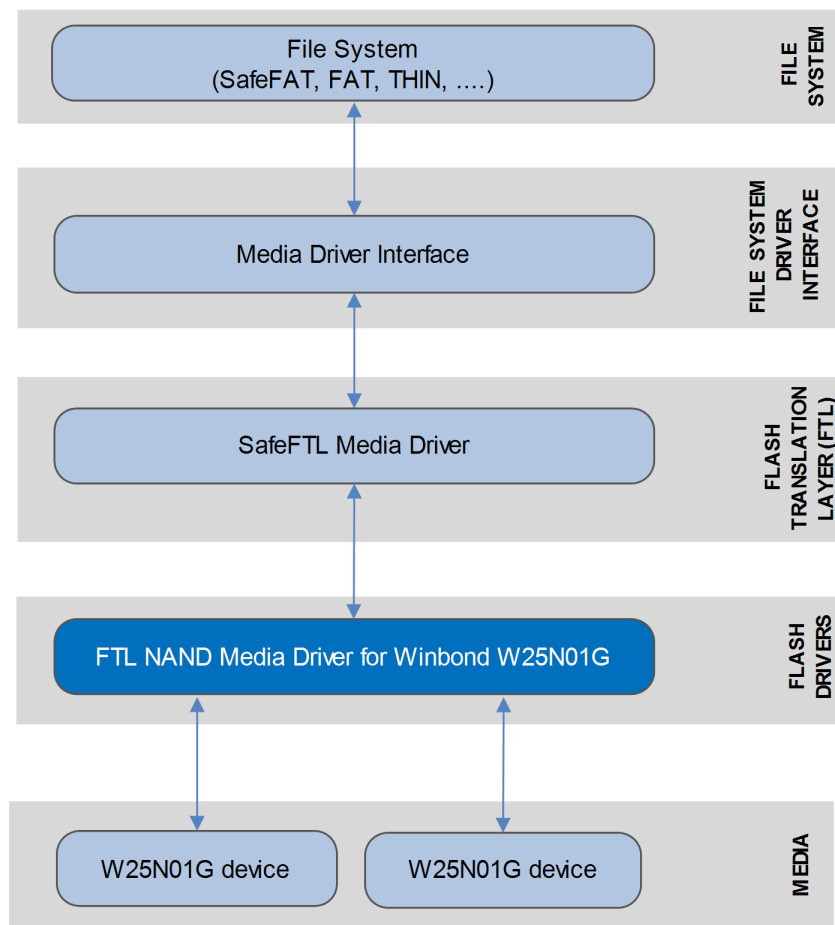 File System
(SafeFAT, FAT, THIN, ....)
FILE
SYSTEM
Media Driver Interface
FILE SYSTEM
DRIVER
INTERFACE
SafeFTL Media Driver
FLASH
TRANSLATION
LAYER (FTL)
FTL NAND Media Driver for Winbond W25N01G
FLASH
DRIVERS
W25N01G device
W25N01G device
MEDIA